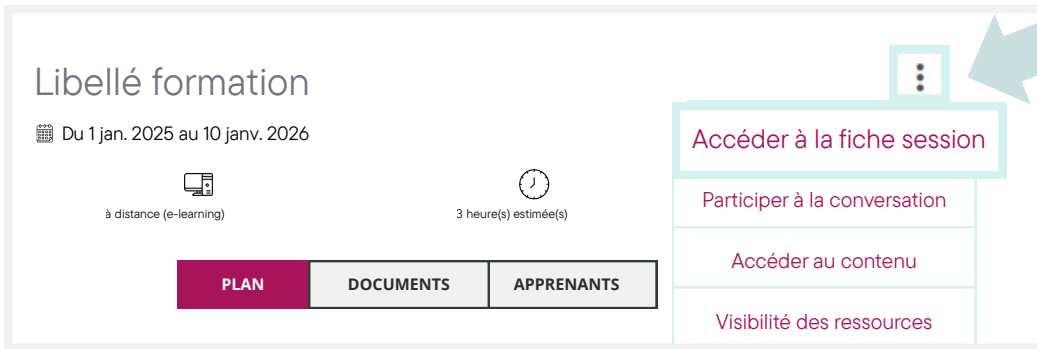 Libellé formation
Du 1 jan. 2025 au 10 janv. 2026
à distance (e-learning)
3 heure(s) estimée(s)
PLAN
DOCUMENTS
APPRENANTS
Accéder à la fiche session
Participer à la conversation
Accéder au contenu
Visibilité des ressources